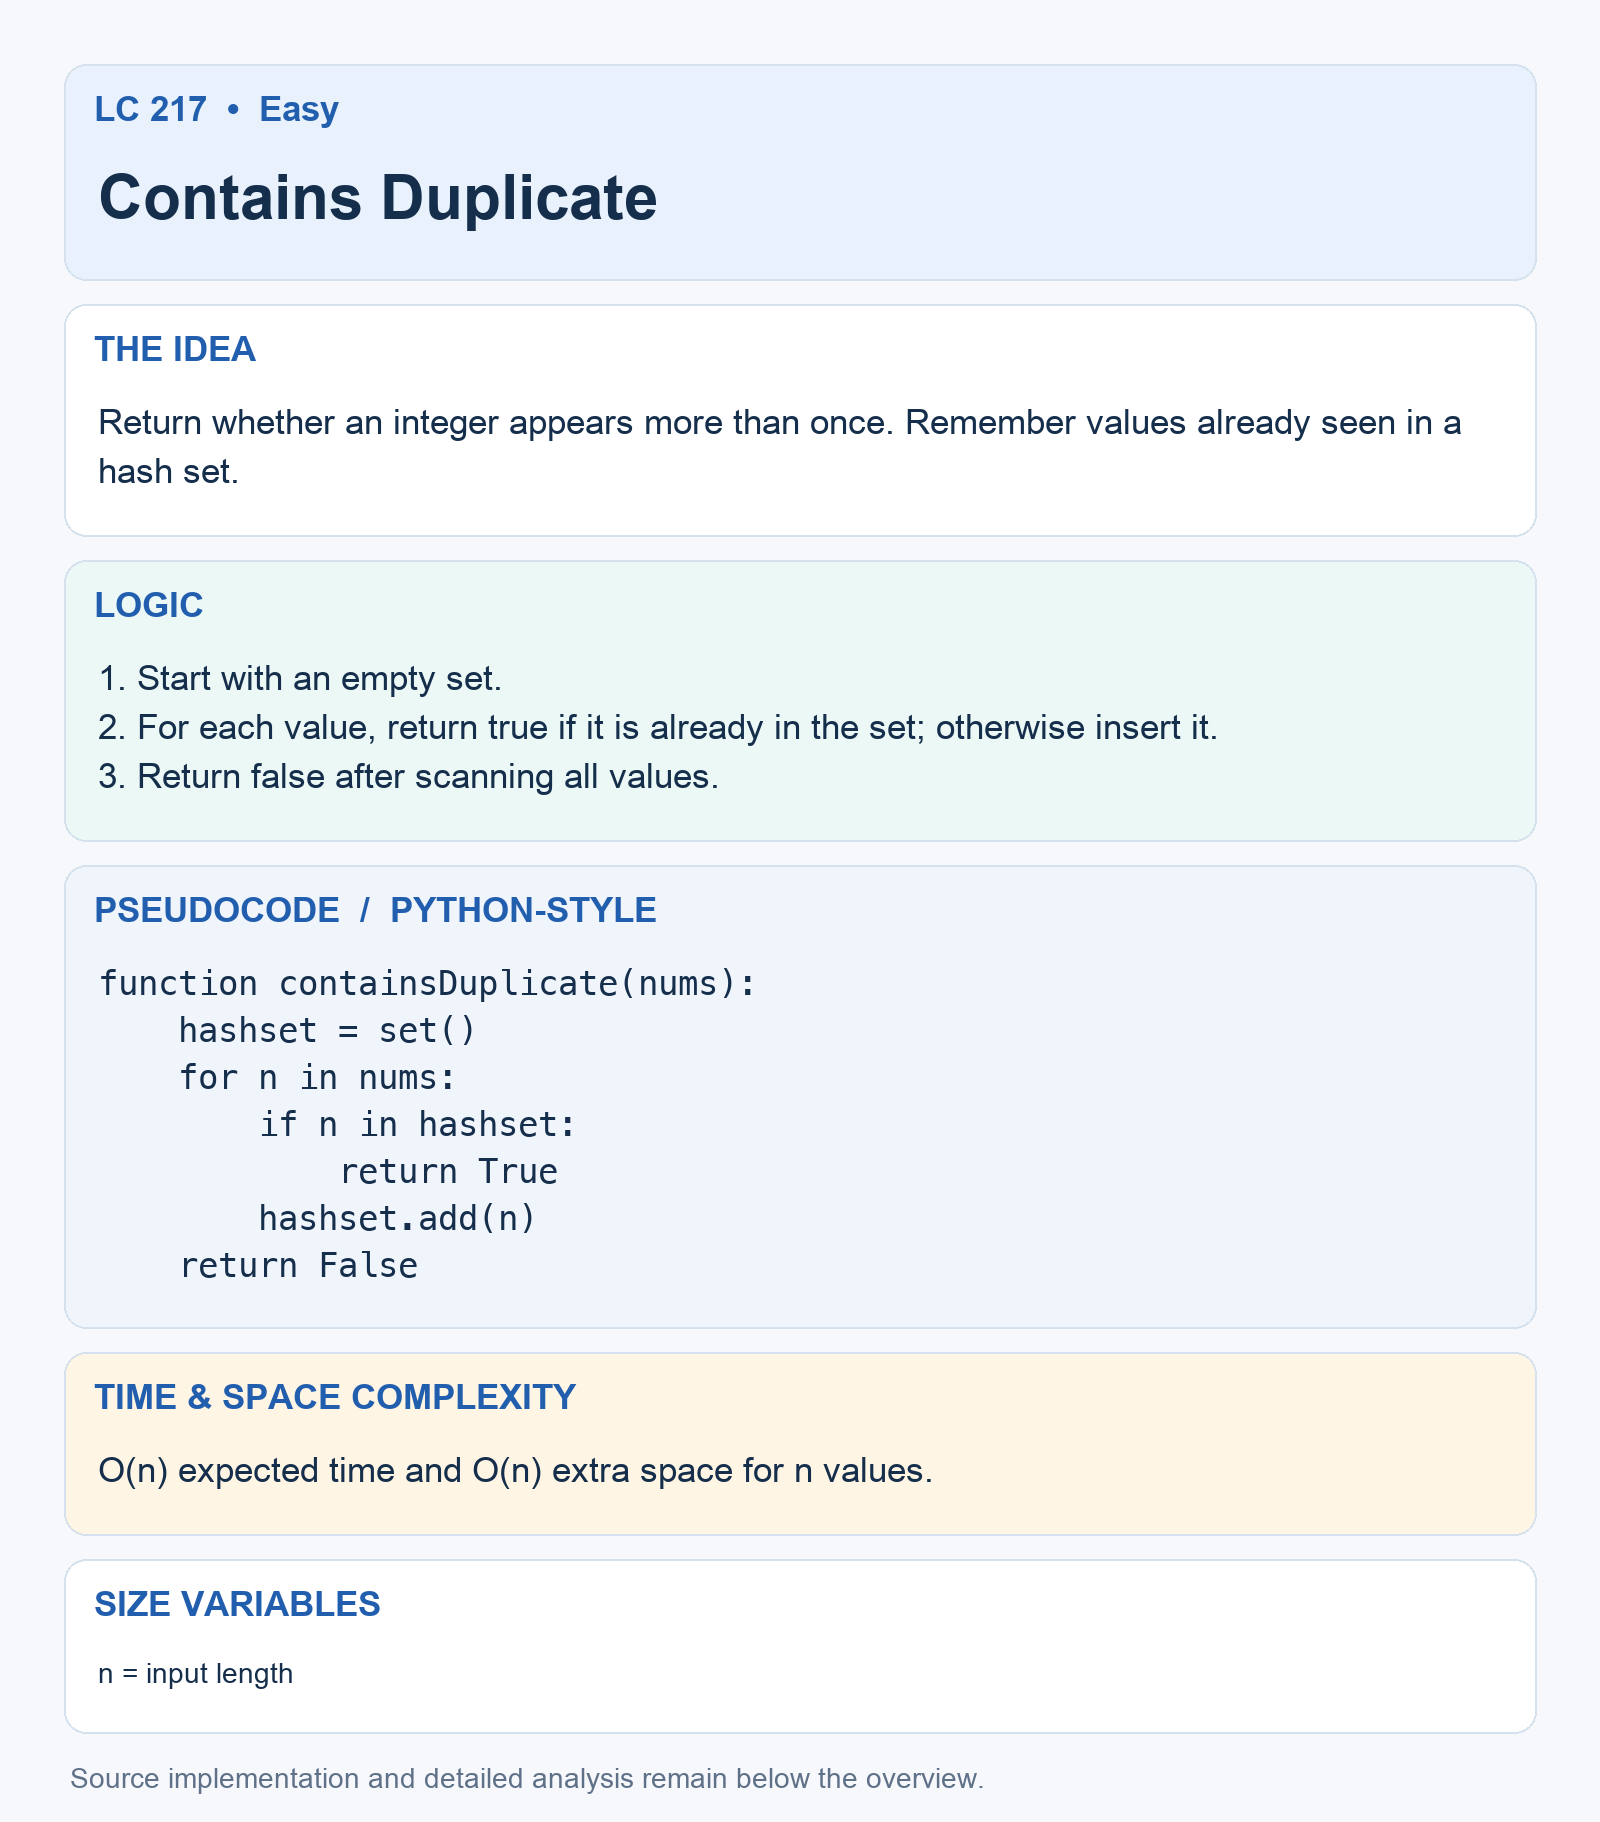 LC 217 • Easy
Contains Duplicate
THE IDEA
Return whether an integer appears more than once. Remember values already seen in a
hash set.
LOGIC
1. Start with an empty set.
2. For each value, return true if it is already in the set; otherwise insert it.
3. Return false after scanning all values.
PSEUDOCODE / PYTHON-STYLE
function containsDuplicate(nums):
    hashset = set()
    for n in nums:
        if n in hashset:
            return True
        hashset.add(n)
    return False
TIME & SPACE COMPLEXITY
O(n) expected time and O(n) extra space for n values.
SIZE VARIABLES
n = input length
Source implementation and detailed analysis remain below the overview.